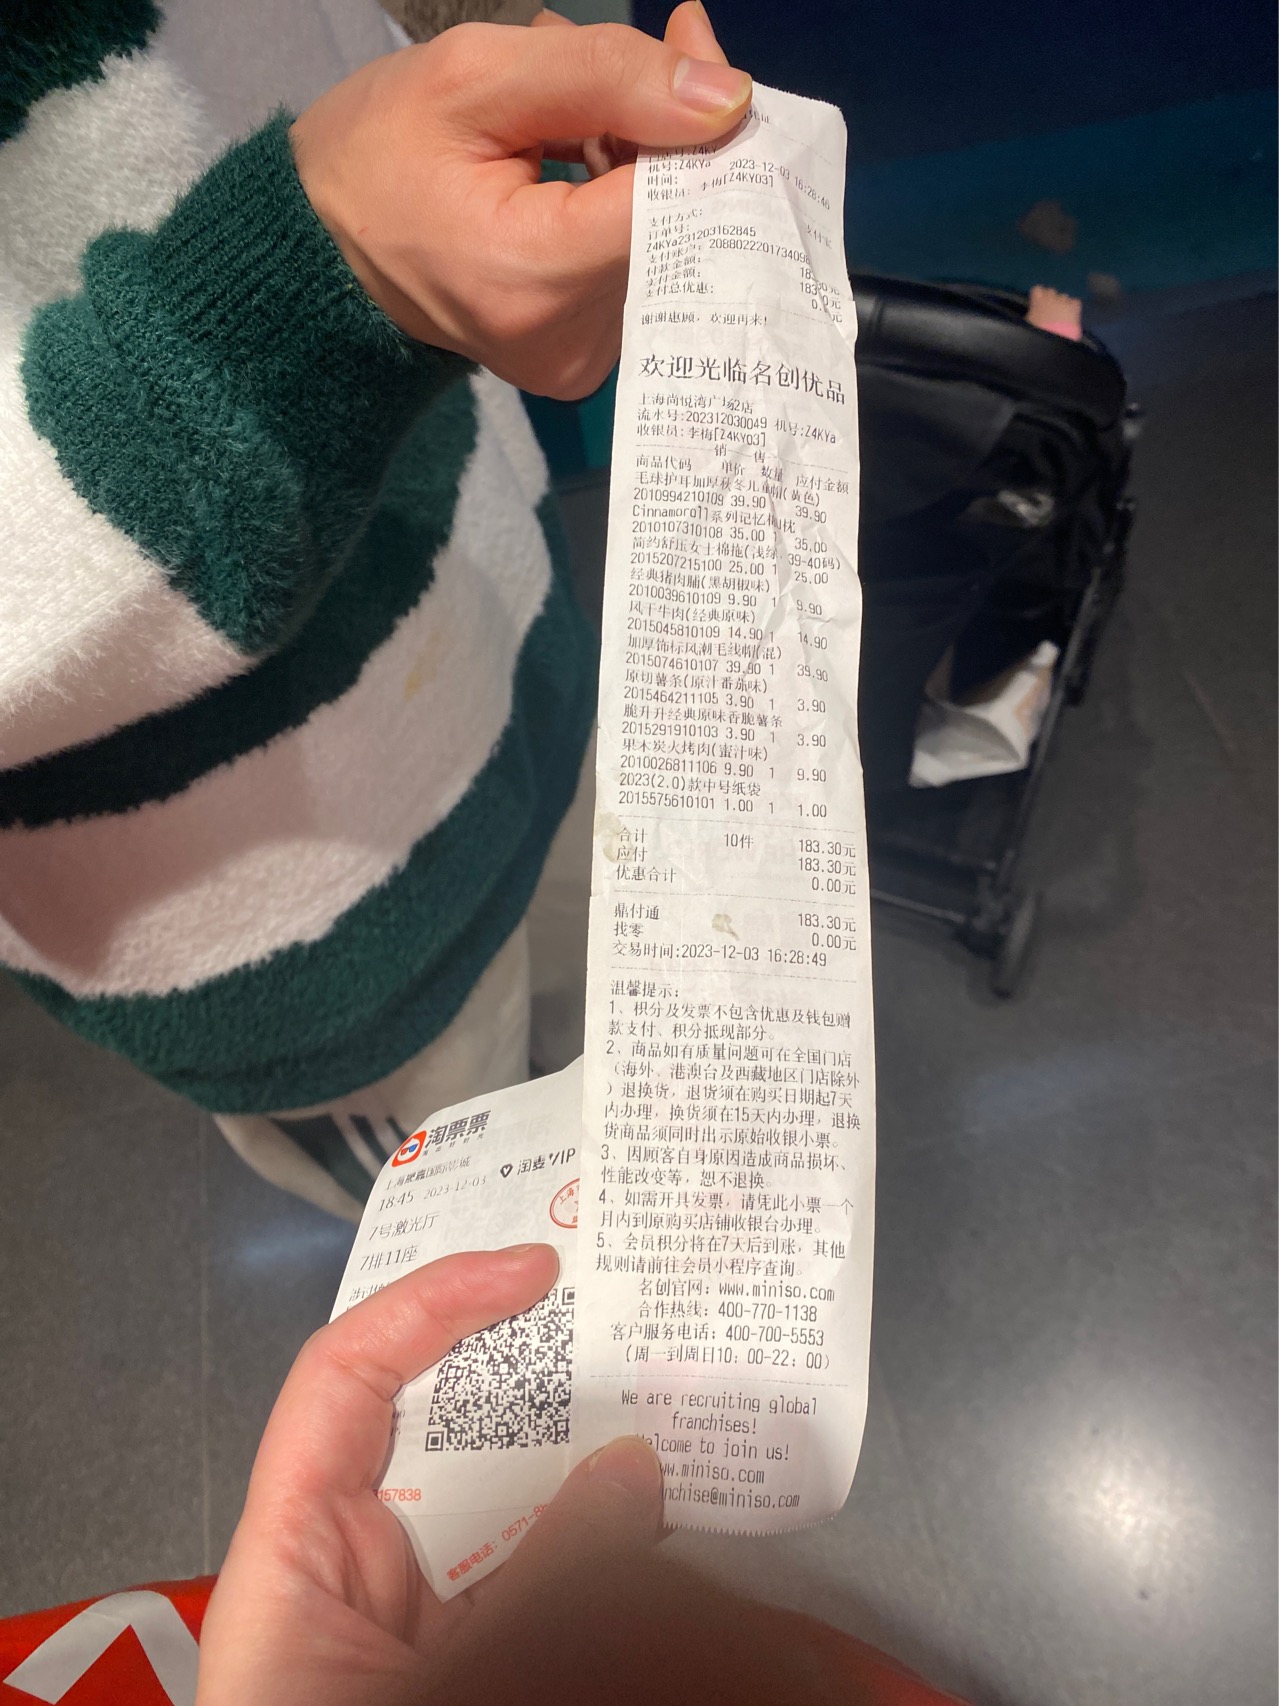 机号:Z4KYa 2023-12-03 16:28:46
时间:
收银员: 李梅[Z4KY03]
支付方式: 支付宝
订单号:
Z4KYa231203162845
支付账户: 2088022201734098
付款金额:
支付金额:
支付总优惠:
谢谢惠顾, 欢迎再来!
欢迎光临名创优品
上海尚悦湾广场2店
流水号:202312030049 机号:Z4KYa
收银员:李梅[Z4KY03]
销 售
商品代码 单价 数量 应付金额
毛球护耳加厚秋冬儿童帽(黄色)
2010994210109 39.90 1 39.90
Cinnamoroll系列记忆棉枕
2010107310108 35.00 1 35.00
简约舒压女士棉拖(浅绿,39-40码)
2015207215100 25.00 1 25.00
经典猪肉脯(黑胡椒味)
2010039610109 9.90 1 9.90
风干牛肉(经典原味)
2015045810109 14.90 1 14.90
加厚饰标风潮毛线帽(混)
2015074610107 39.90 1 39.90
原切薯条(原汁番茄味)
2015464211105 3.90 1 3.90
脆升升经典原味香脆薯条
2015291910103 3.90 1 3.90
果木炭火烤肉(蜜汁味)
2010026811106 9.90 1 9.90
2023(2.0)款中号纸袋
2015575610101 1.00 1 1.00
合计 10件 183.30元
应付 183.30元
优惠合计 0.00元
鼎付通 183.30元
找零 0.00元
交易时间:2023-12-03 16:28:49
温馨提示:
1、积分及发票不包含优惠及钱包赠
款支付、积分抵现部分。
2、商品如有质量问题可在全国门店
(海外、港澳台及西藏地区门店除外
)退换货，退货须在购买日期起7天
内办理，换货须在15天内办理，退换
货商品须同时出示原始收银小票。
3、因顾客自身原因造成商品损坏、
性能改变等，恕不退换。
4、如需开具发票，请凭此小票一个
月内到原购买店铺收银台办理。
5、会员积分将在7天后到账，其他
规则请前往会员小程序查询。
名创官网: www.miniso.com
合作热线: 400-770-1138
客户服务电话: 400-700-5553
(周一到周日10: 00-22: 00)
We are recruiting global
franchises!
Welcome to join us!
www.miniso.com
nchise@miniso.com
淘票票
淘麦VIP
18:45 2023-12-03
7号激光厅
7排11座
157838
客服电话: 0571-8